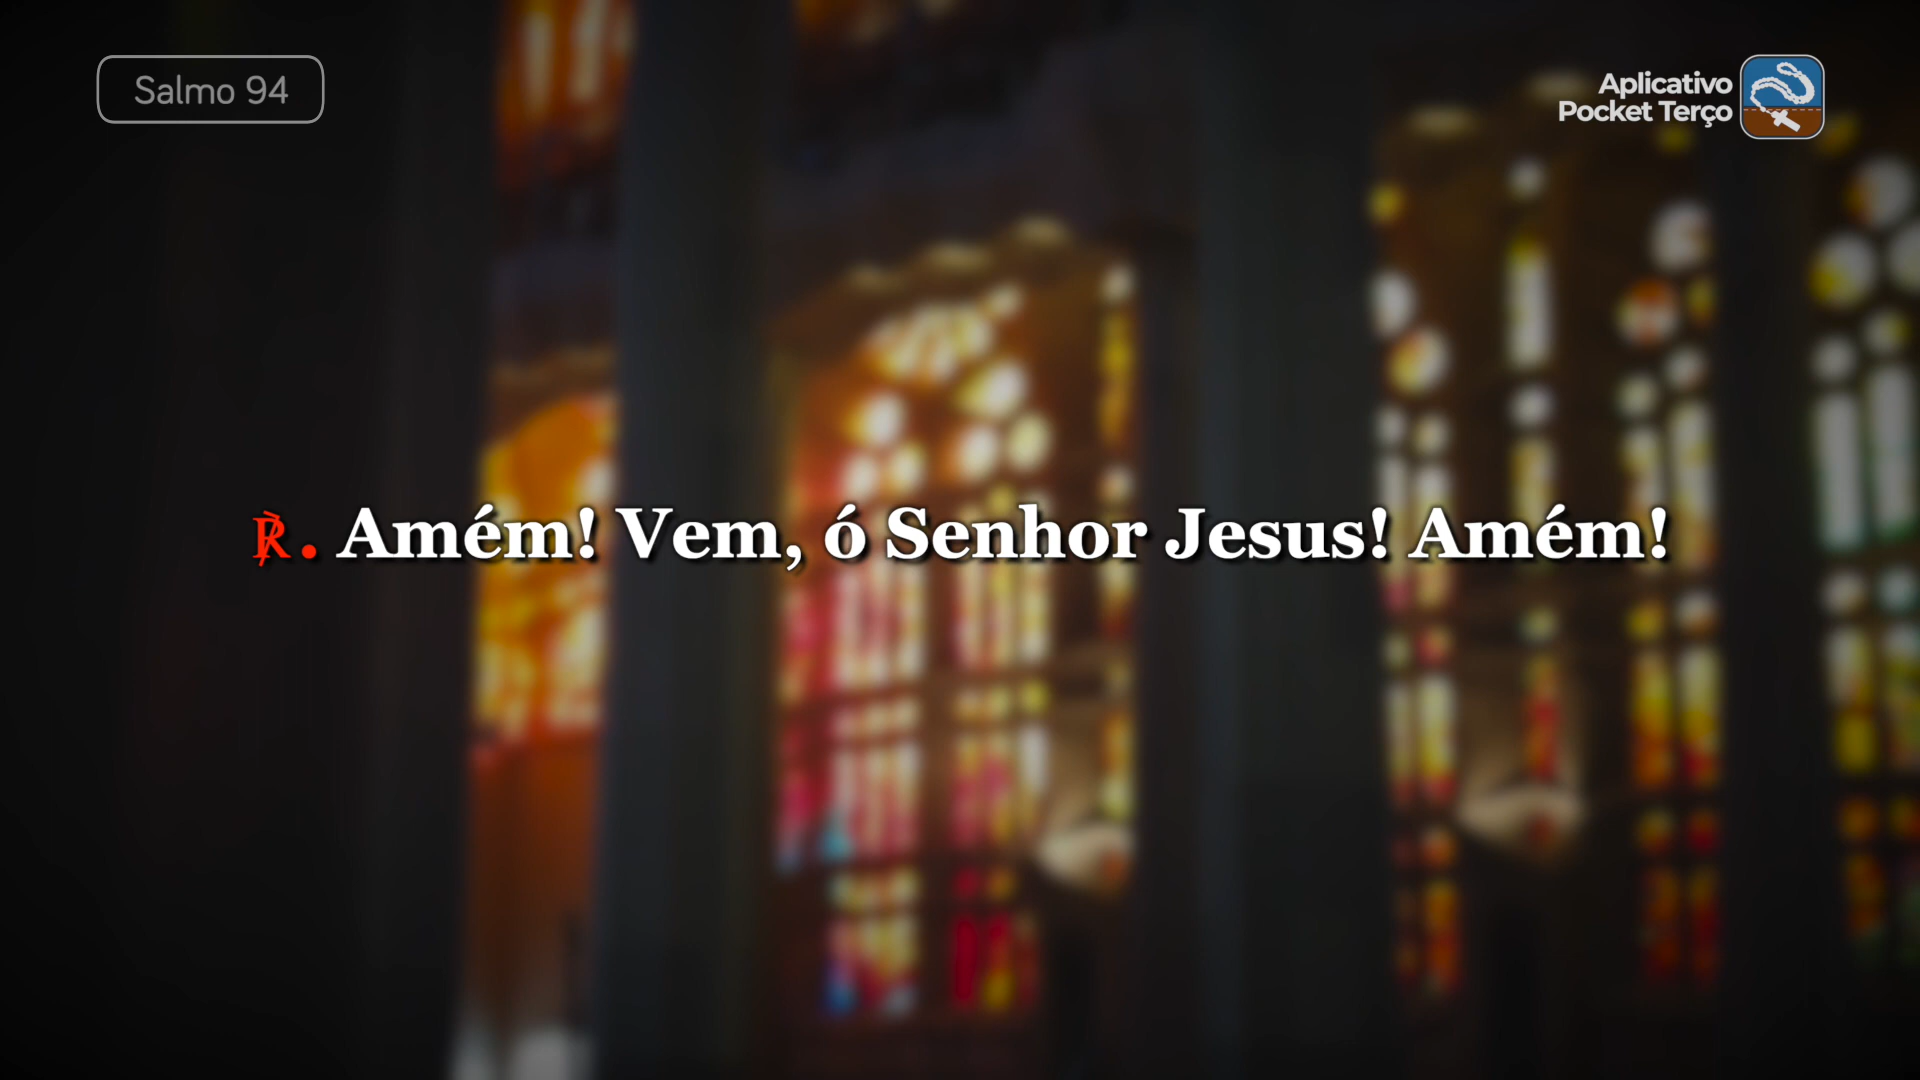 Salmo 94
Aplicativo
Pocket Terço
℟. Amém! Vem, ó Senhor Jesus! Amém!